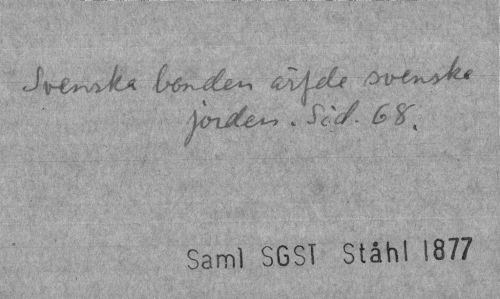 Svenska bonden ärfde svenska
jorden. Sid. 68.
Saml SGST Ståhl 1877